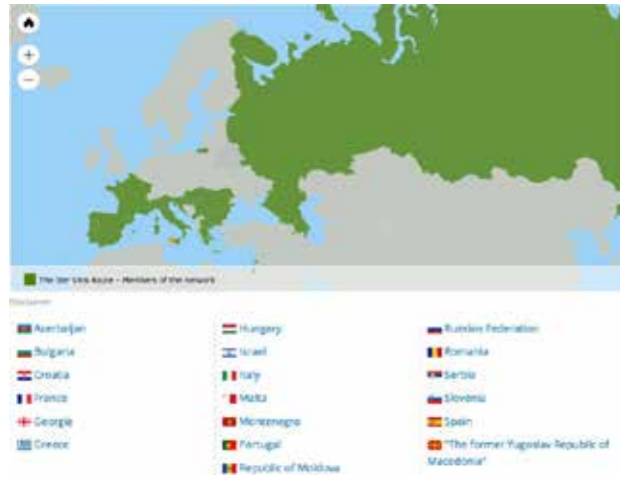 The Iter Vitis Route - Members of the network
Disclaimer
Azerbaijan
Bulgaria
Croatia
France
Georgia
Greece
Hungary
Israel
Italy
Malta
Montenegro
Portugal
Republic of Moldova
Russian Federation
Romania
Serbia
Slovenia
Spain
"The former Yugoslav Republic of
Macedonia"